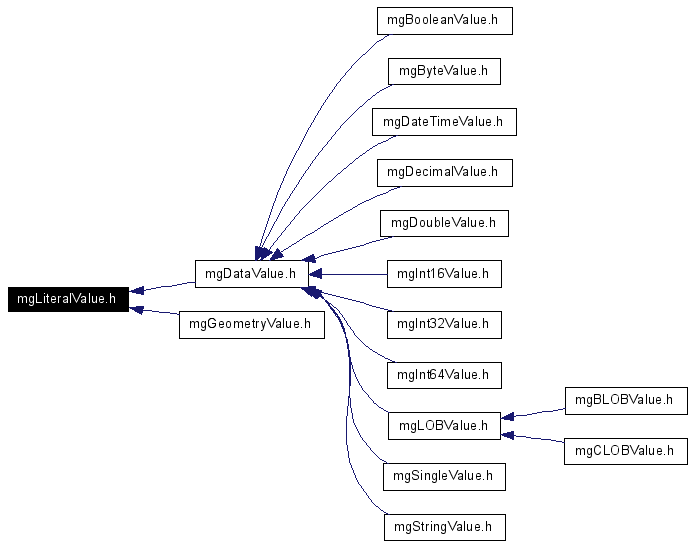 mgBooleanValue.h
mgByteValue.h
mgDateTimeValue.h
mgDecimalValue.h
mgDoubleValue.h
mgDataValue.h
mgInt16Value.h
mgLiteralValue.h
mgGeometryValue.h
mgInt32Value.h
mgInt64Value.h
mgBLOBValue.h
mgLOBValue.h
mgCLOBValue.h
mgSingleValue.h
mgStringValue.h